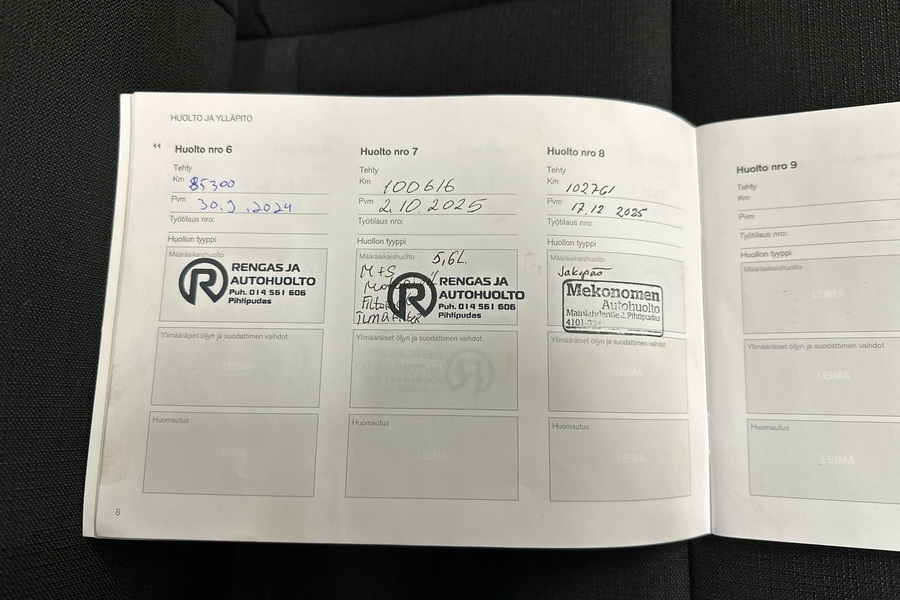 HUOLTO JA YLLÄPITO
Huolto nro 6
Tehty
Km 85300
Pvm 30.9.2024
Työtilaus nro:
Huollon tyyppi
Määräaikaishuolto
RENGAS JA
AUTOHUOLTO
Puh. 014 561 606
Pihtipudas
Ylimääräiset öljyn ja suodattimen vaihdot
LEIMA
Huomautus
LEIMA
8
Huolto nro 7
Tehty
Km 100616
Pvm 2.10.2025
Työtilaus nro:
Huollon tyyppi
Määräaikaishuolto 5,6L.
M+S
RENGAS JA
AUTOHUOLTO
Puh. 014 561 606
Pihtipudas
Ylimääräiset öljyn ja suodattimen vaihdot
Huomautus
LEIMA
Huolto nro 8
Tehty
Km 102761
Pvm 17.12 2025
Työtilaus nro:
Huollon tyyppi
Määräaikaishuolto
Jakopää
Mekonomen
Autohuolto
Mainlahdentie 2, Pihtipudas
Ylimääräiset öljyn ja suodattimen vaihdot
LEIMA
Huomautus
LEIMA
Huolto nro 9
Tehty
Km
Pvm
Työtilaus nro:
Huollon tyyppi
Määräaikaishuolto
LEIMA
Ylimääräiset öljyn ja suodattimen vaihdot
LEIMA
Huomautus
LEIMA